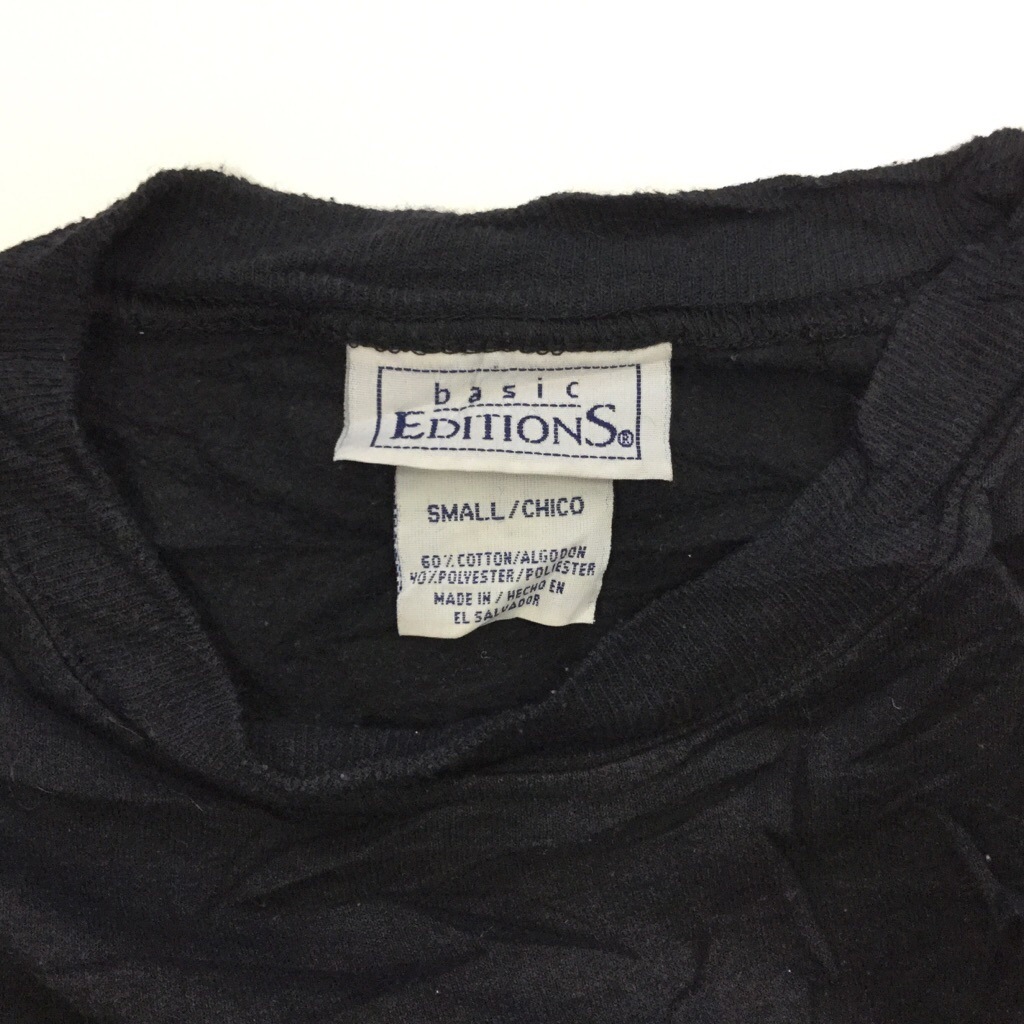 basic
EDITIONS®
SMALL/CHICO
60% COTTON/ALGODON
40% POLYESTER/POLIESTER
MADE IN / HECHO EN
EL SALVADOR